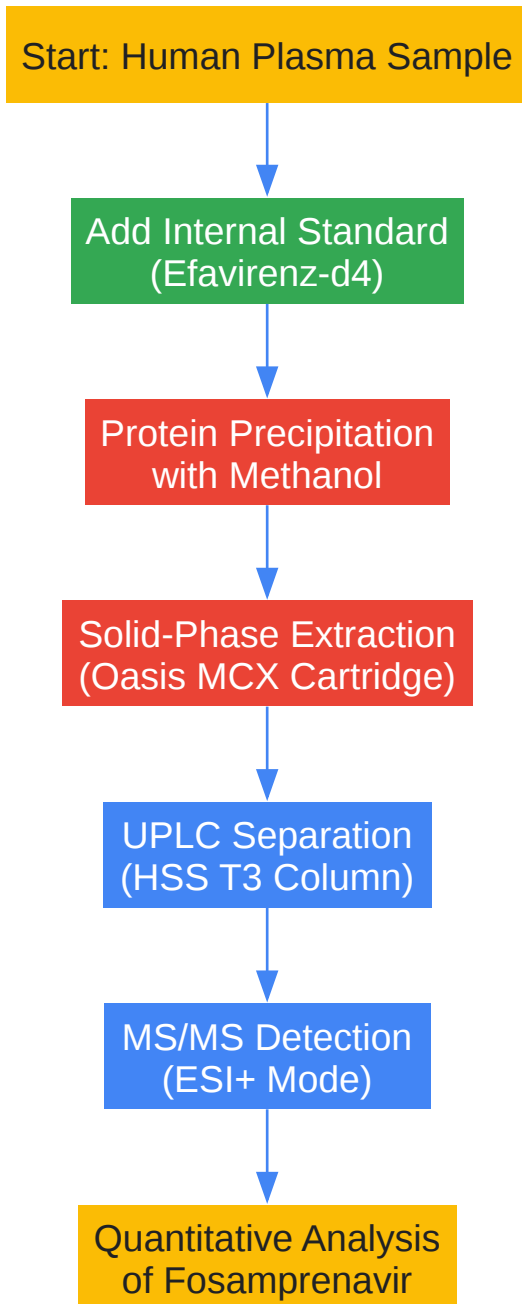 Start: Human Plasma Sample
Add Internal Standard
(Efavirenz-d4)
Protein Precipitation
with Methanol
Solid-Phase Extraction
(Oasis MCX Cartridge)
UPLC Separation
(HSS T3 Column)
MS/MS Detection
(ESI+ Mode)
Quantitative Analysis
of Fosamprenavir